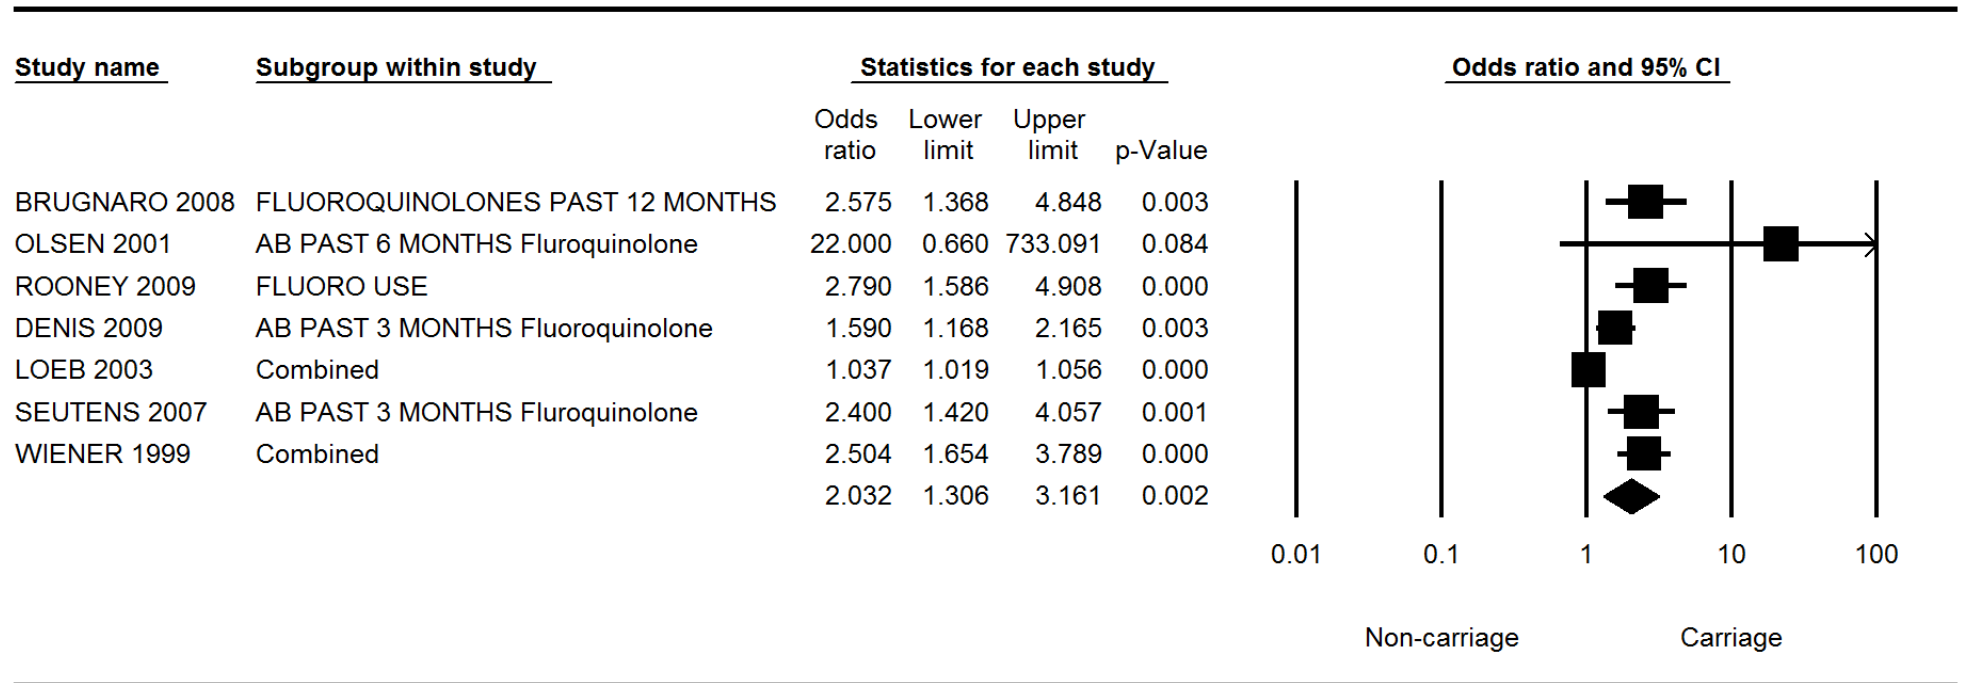 Study name Subgroup within study Statistics for each study Odds ratio and 95% CI
Odds Lower Upper
ratio limit limit p-Value
BRUGNARO 2008 FLUOROQUINOLONES PAST 12 MONTHS 2.575 1.368 4.848 0.003
OLSEN 2001 AB PAST 6 MONTHS Fluroquinolone 22.000 0.660 733.091 0.084
ROONEY 2009 FLUORO USE 2.790 1.586 4.908 0.000
DENIS 2009 AB PAST 3 MONTHS Fluoroquinolone 1.590 1.168 2.165 0.003
LOEB 2003 Combined 1.037 1.019 1.056 0.000
SEUTENS 2007 AB PAST 3 MONTHS Fluroquinolone 2.400 1.420 4.057 0.001
WIENER 1999 Combined 2.504 1.654 3.789 0.000
2.032 1.306 3.161 0.002
0.01 0.1 1 10 100
Non-carriage Carriage